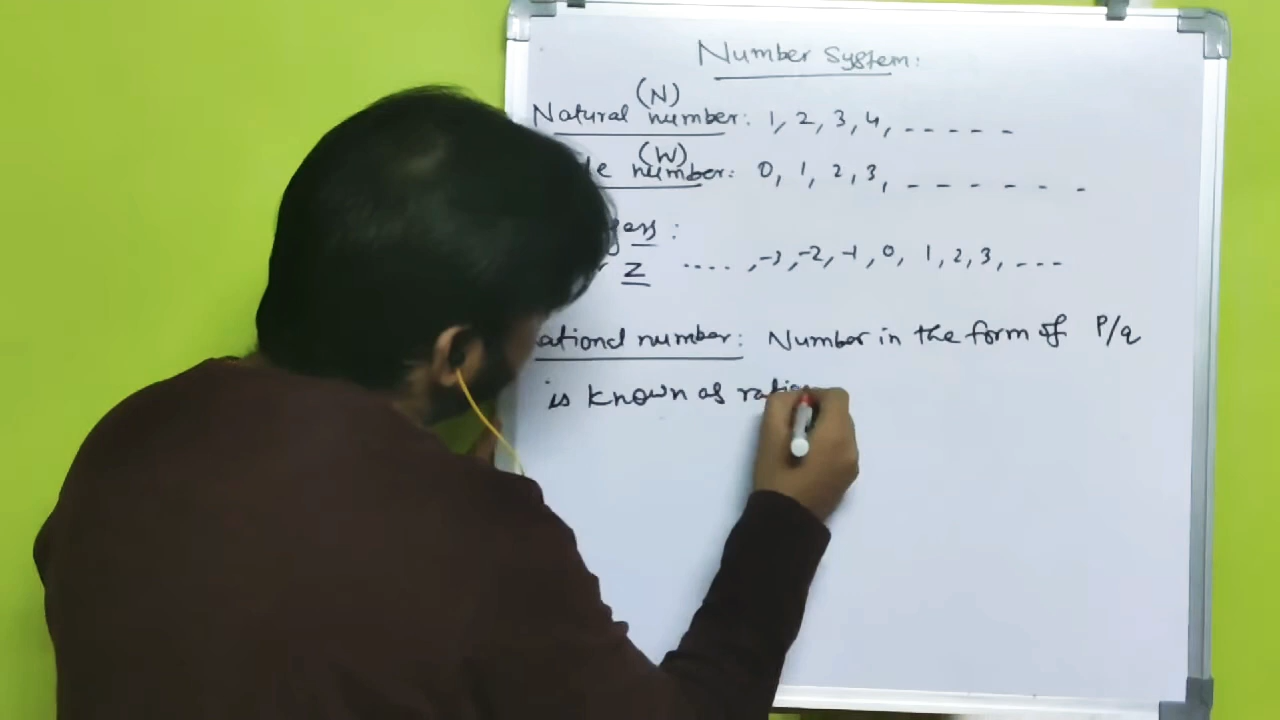 Number System:
(N)
Natural number: 1, 2, 3, 4, - - - - -
(W)
number: 0, 1, 2, 3, - - - - - -
Z ...., -3, -2, -1, 0, 1, 2, 3, - - -
number: Number in the form of P/q
is known as